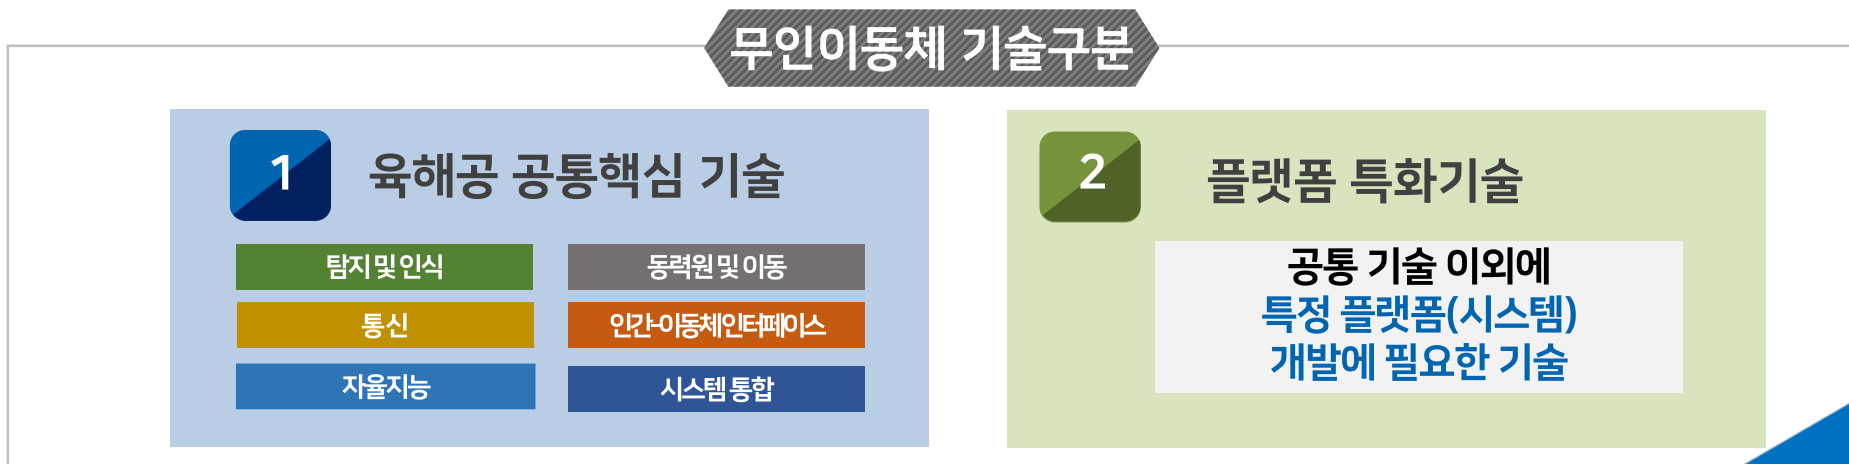 무인이동체 기술구분
1 육해공 공통핵심 기술
탐지 및 인식
동력원 및 이동
통신
인간-이동체인터페이스
자율지능
시스템 통합
2 플랫폼 특화기술
공통 기술 이외에
특정 플랫폼(시스템)
개발에 필요한 기술